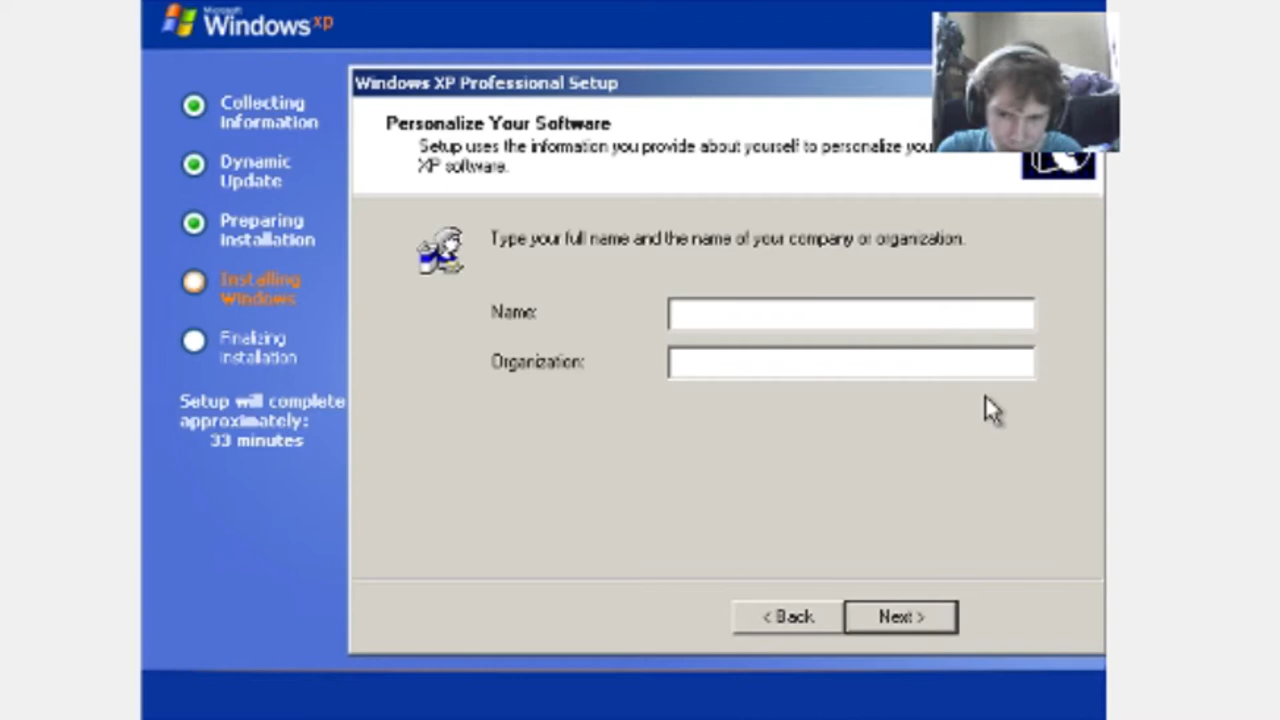 Microsoft
Windows xp
Collecting
Information
Dynamic
Update
Preparing
Installation
Installing
Windows
Finalizing
Installation
Setup will complete
approximately:
33 minutes
Windows XP Professional Setup
Personalize Your Software
Setup uses the information you provide about yourself to personalize you
XP software.
Type your full name and the name of your company or organization.
Name:
Organization:
< Back
Next >